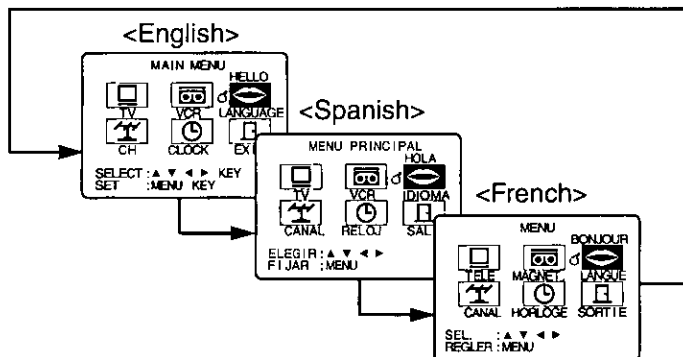 <English>
MAIN MENU
HELLO
TV VCR LANGUAGE
CH CLOCK
SELECT :▲ ▼ ◄ ► KEY
SET :MENU KEY
<Spanish>
MENU PRINCIPAL
HOLA
TV VCR IDIOMA
CANAL RELOJ
ELEGIR :▲ ▼ ◄ ►
FIJAR :MENU
<French>
MENU
BONJOUR
TELE MAGNET. LANGUE
CANAL HORLOGE SORTIE
SEL. :▲ ▼ ◄ ►
REGLER :MENU